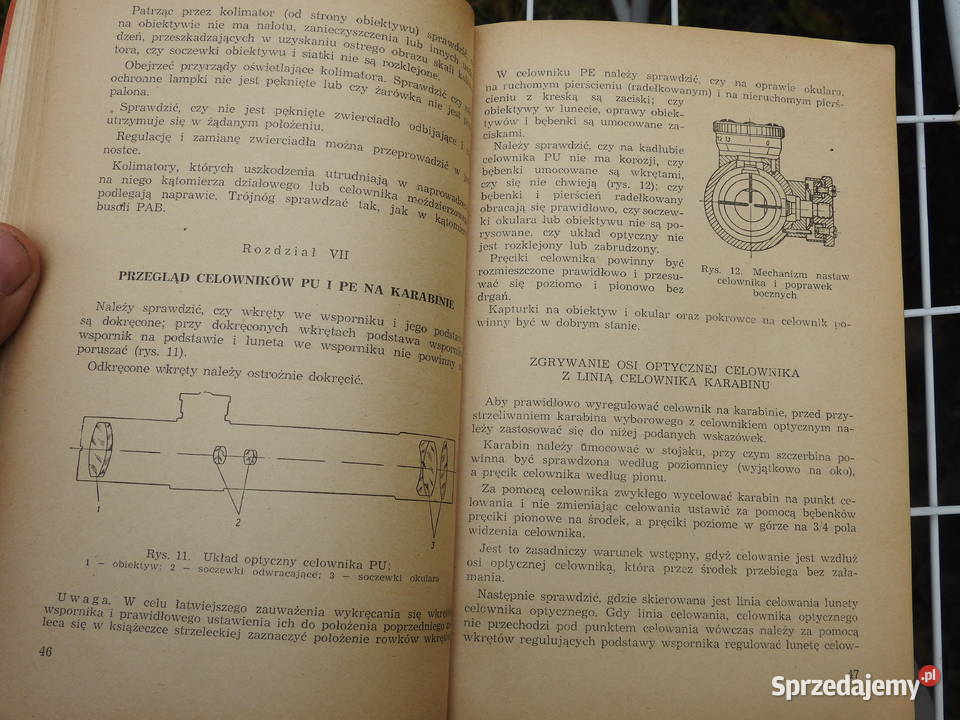 Patrząc przez kolimator (od strony obiektywu) sprawdzić,
na obiektywie nie ma nalotu, zanieczyszczenia lub innych
dzeń, przeszkadzających w uzyskaniu ostrego obrazu skali
tora, czy soczewki obiektywu i siatki nie są rozklejone.
Obejrzeć przyrządy oświetlające kolimatora. Sprawdzić czy
ochronne lampki nie jest pęknięte lub czy żarówka nie jest
palona.
Sprawdzić, czy nie jest pęknięte zwierciadło odbijające i
utrzymuje się w żądanym położeniu.
Regulację i zamianę zwierciadła można przeprowadzić w
nostce.
Kolimatory, których uszkodzenia utrudniają w
na niego kątomierza działowego lub celownika moździerzowego
podlegają naprawie. Trójnóg sprawdzać tak, jak w
busoli PAB.
Rozdział VII
PRZEGLĄD CELOWNIKÓW PU I PE NA KARABINIE
Należy sprawdzić, czy wkręty we wsporniku i jego
są dokręcone; przy dokręconych wkrętach podstawa
wspornik na podstawie i luneta we wsporniku nie powinny
poruszać (rys. 11).
Odkręcone wkręty należy ostrożnie dokręcić.
1
2
3
Rys. 11. Układ optyczny celownika PU:
1 — obiektyw; 2 — soczewki odwracające; 3 — soczewki okulara
Uwaga. W celu łatwiejszego zauważenia wykręcania się
wspornika i prawidłowego ustawienia ich do położenia poprzedniego
leca się w książeczce strzeleckiej zaznaczyć położenie rowków
46
W celowniku PE należy sprawdzić, czy na oprawie okulara,
na ruchomym pierścieniu (radełkowanym) i na nieruchomym pierś-
cieniu z kreską są zaciski; czy
obiektywy w lunecie, oprawy obiek-
tywów i bębenki są umocowane za-
ciskami.
Należy sprawdzić, czy na kadłubie
celownika PU nie ma korozji, czy
bębenki umocowane są wkrętami,
czy się nie chwieją (rys. 12); czy
bębenki i pierścień radełkowany
obracają się prawidłowo, czy soczew-
ki okulara lub obiektywu nie są po-
rysowane, czy układ optyczny nie
jest rozklejony lub zabrudzony.
Pręciki celownika powinny być
rozmieszczone prawidłowo i przesu-
wać się poziomo i pionowo bez
drgań.
12 13 0
Rys. 12. Mechanizm nastaw
celownika i poprawek
bocznych
Kapturki na obiektyw i okular oraz pokrowce na celownik po-
winny być w dobrym stanie.
ZGRYWANIE OSI OPTYCZNEJ CELOWNIKA
Z LINIĄ CELOWNIKA KARABINU
Aby prawidłowo wyregulować celownik na karabinie, przed przy-
strzeliwaniem karabina wyborowego z celownikiem optycznym na-
leży zastosować się do niżej podanych wskazówek.
Karabin należy umocować w stojaku, przy czym szczerbina po-
winna być sprawdzona według poziomnicy (wyjątkowo na oko),
a pręcik celownika według pionu.
Za pomocą celownika zwykłego wycelować karabin na punkt ce-
lowania i nie zmieniając celowania ustawić za pomocą bębenków
pręciki pionowe na środek, a pręciki poziome w górze na 3/4 pola
widzenia celownika.
Jest to zasadniczy warunek wstępny, gdyż celowanie jest wzdłuż
osi optycznej celownika, która przez środek przebiega bez zała-
mania.
Następnie sprawdzić, gdzie skierowana jest linia celowania lunety
celownika optycznego. Gdy linia celowania, celownika optycznego
nie przechodzi pod punktem celowania wówczas należy za pomocą
wkrętów regulujących podstawy wspornika regulować lunetę celow-
47
Sprzedajemy.pl